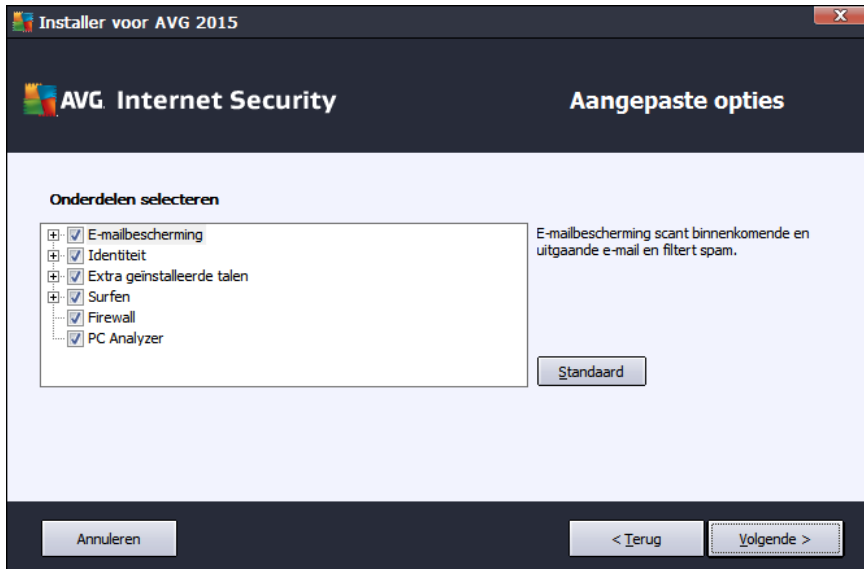 Installer voor AVG 2015
X
AVG. Internet Security
Aangepaste opties
Onderdelen selecteren
E-mailbescherming
Identiteit
Extra geïnstalleerde talen
Surfen
Firewall
PC Analyzer
E-mailbescherming scant binnenkomende en
uitgaande e-mail en filtert spam.
Standaard
Annuleren
< Terug
Volgende >